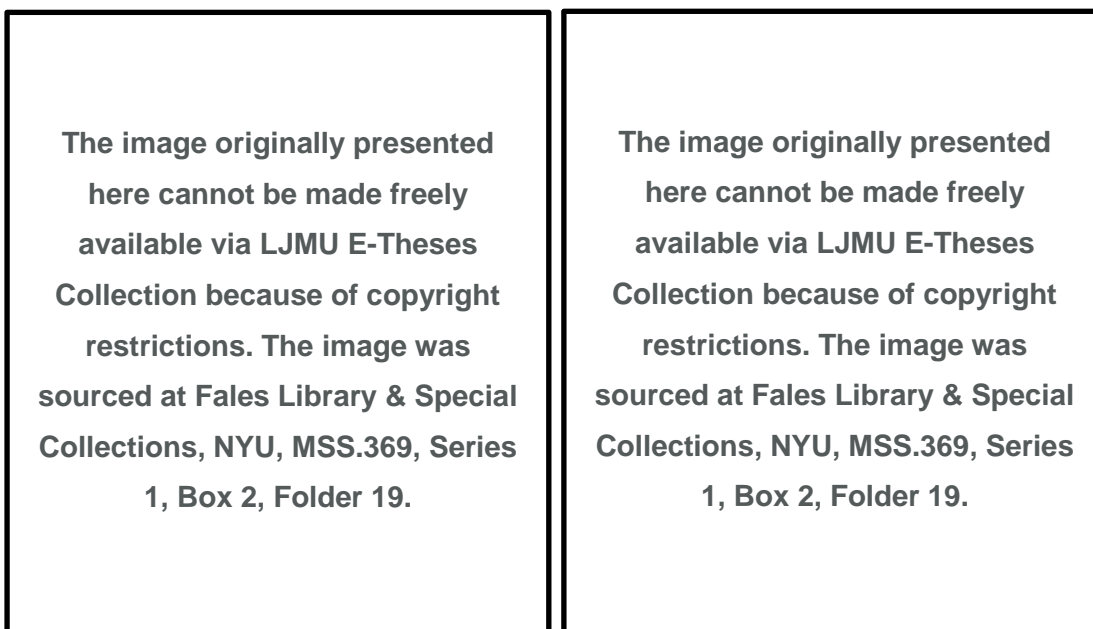 The image originally presented
here cannot be made freely
available via LJMU E-Theses
Collection because of copyright
restrictions. The image was
sourced at Fales Library & Special
Collections, NYU, MSS.369, Series
1, Box 2, Folder 19.
The image originally presented
here cannot be made freely
available via LJMU E-Theses
Collection because of copyright
restrictions. The image was
sourced at Fales Library & Special
Collections, NYU, MSS.369, Series
1, Box 2, Folder 19.